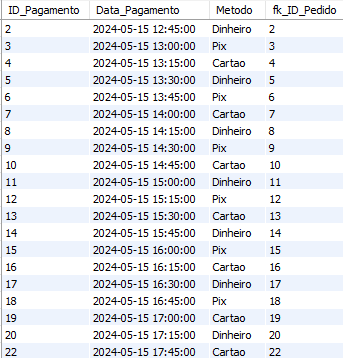 ID_Pagamento Data_Pagamento Metodo fk_ID_Pedido
2 2024-05-15 12:45:00 Dinheiro 2
3 2024-05-15 13:00:00 Pix 3
4 2024-05-15 13:15:00 Cartao 4
5 2024-05-15 13:30:00 Dinheiro 5
6 2024-05-15 13:45:00 Pix 6
7 2024-05-15 14:00:00 Cartao 7
8 2024-05-15 14:15:00 Dinheiro 8
9 2024-05-15 14:30:00 Pix 9
10 2024-05-15 14:45:00 Cartao 10
11 2024-05-15 15:00:00 Dinheiro 11
12 2024-05-15 15:15:00 Pix 12
13 2024-05-15 15:30:00 Cartao 13
14 2024-05-15 15:45:00 Dinheiro 14
15 2024-05-15 16:00:00 Pix 15
16 2024-05-15 16:15:00 Cartao 16
17 2024-05-15 16:30:00 Dinheiro 17
18 2024-05-15 16:45:00 Pix 18
19 2024-05-15 17:00:00 Cartao 19
20 2024-05-15 17:15:00 Dinheiro 20
22 2024-05-15 17:45:00 Cartao 22